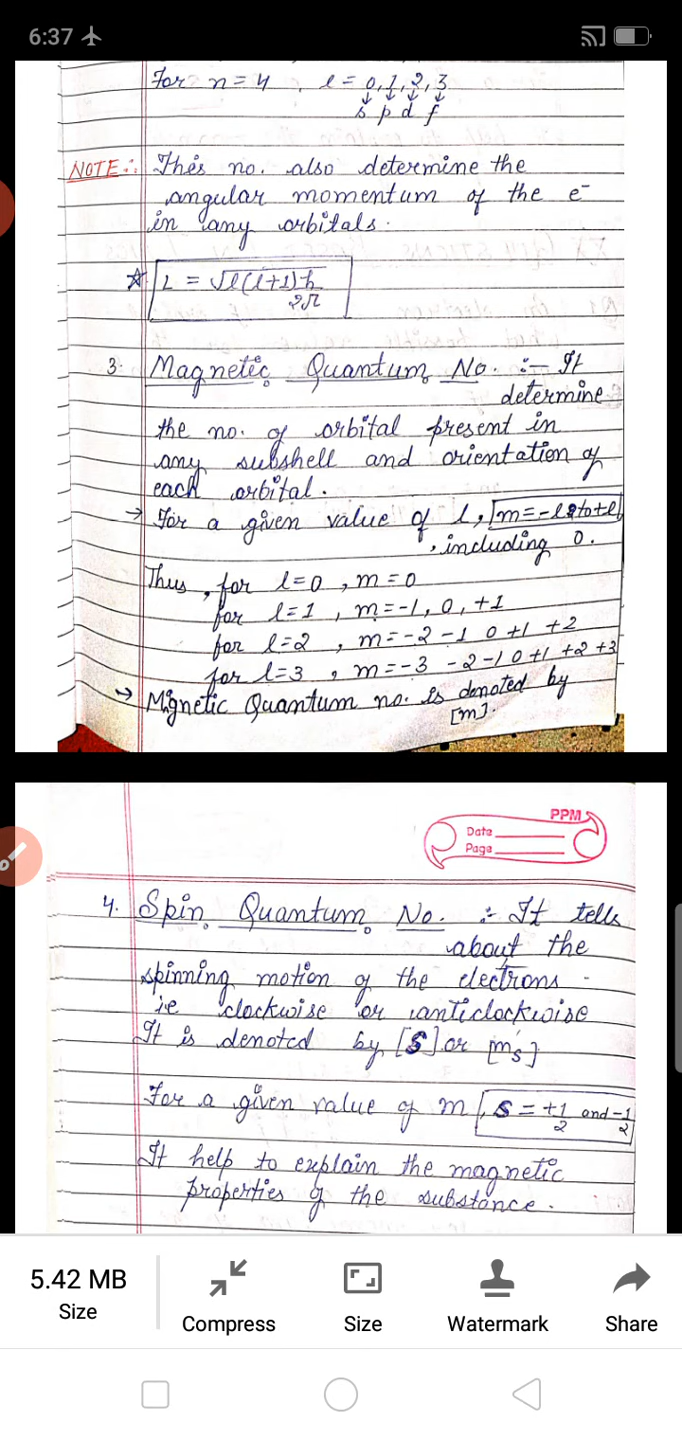 6:37
For n = 4, l = 0, 1, 2, 3
s p d f
NOTE:- This no. also determine the
angular momentum of the e⁻
in any orbitals.
☆ L = √l(l+1) h
2π
3. Magnetic Quantum No. :- It
determine
the no. of orbital present in
any subshell and orientation of
each orbital.
→ For a given value of l, m = -l to +l
, including 0.
Thus, for l=0, m=0
for l=1, m=-1, 0, +1
for l=2, m=-2 -1 0 +1 +2
for l=3, m=-3 -2 -1 0 +1 +2 +3
→ Magnetic Quantum no. is denoted by
[m].
PPM
Date
Page
4. Spin Quantum No. :- It tells
about the
spinning motion of the electrons -
ie clockwise or anticlockwise
It is denoted by [s] or [ms]
For a given value of m, s = +1/2 and -1/2
It help to explain the magnetic
properties of the substance.
5.42 MB
Size
Compress
Size
Watermark
Share